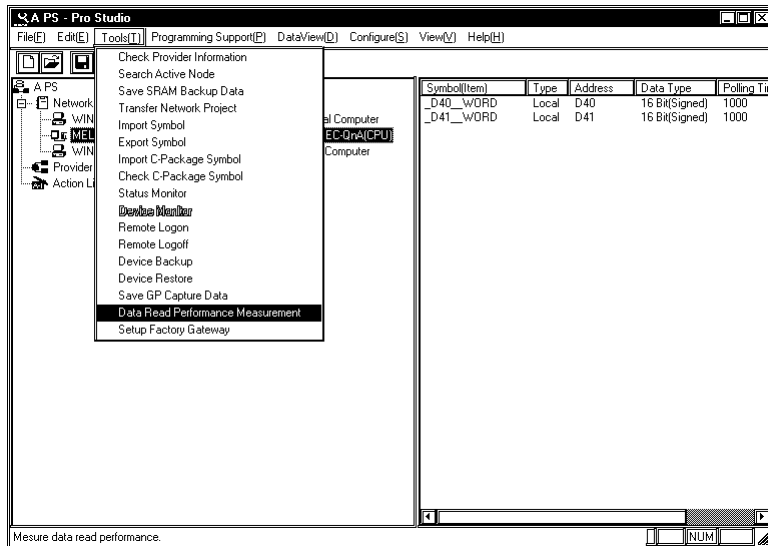 A PS - Pro Studio
File(F) Edit(E) Tools(T) Programming Support(P) DataView(D) Configure(S) View(V) Help(H)
Check Provider Information
Search Active Node
Save SRAM Backup Data
Transfer Network Project
Import Symbol
Export Symbol
Import C-Package Symbol
Check C-Package Symbol
Status Monitor
Device Monitor
Remote Logon
Remote Logoff
Device Backup
Device Restore
Save GP Capture Data
Data Read Performance Measurement
Setup Factory Gateway
A PS
Network
WIN
al Computer
MEL
EC-QnA(CPU)
WIN
Computer
Provider
Action Li
Symbol(Item) Type Address Data Type Polling Ti
_D40__WORD Local D40 16 Bit(Signed) 1000
_D41__WORD Local D41 16 Bit(Signed) 1000
Mesure data read performance.
NUM